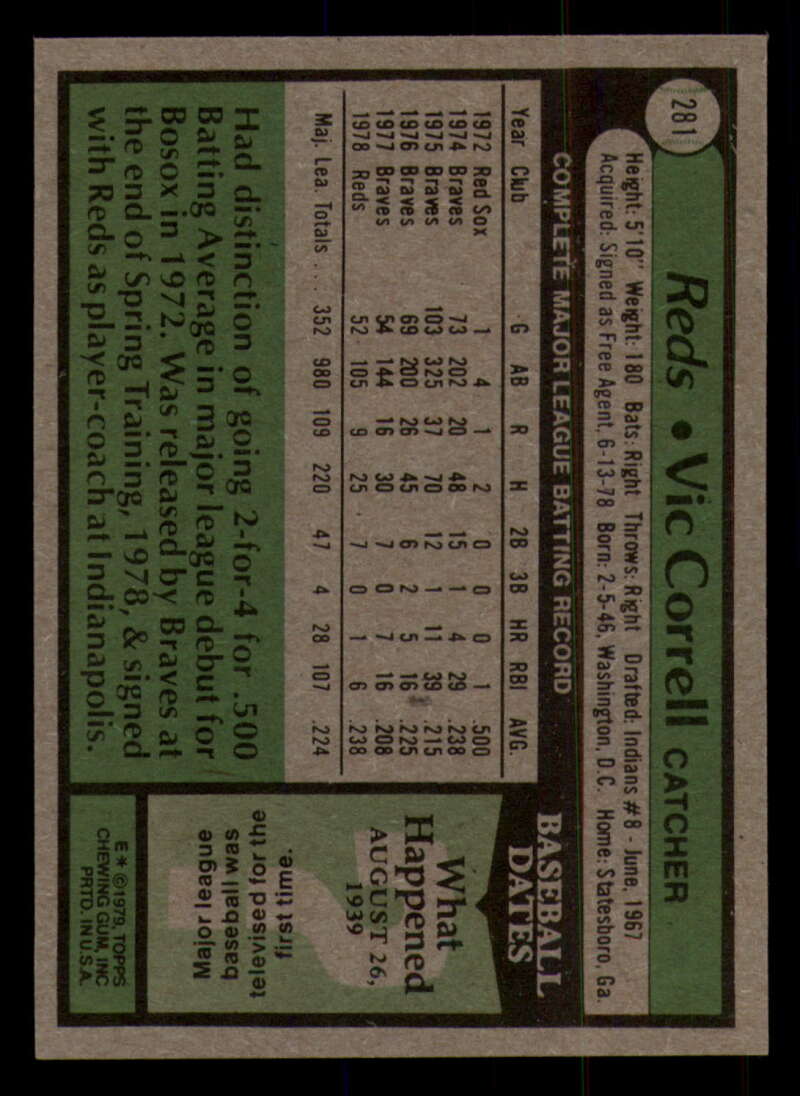 281
Reds • Vic Correll CATCHER
Height: 5'10" Weight: 180 Bats: Right Throws: Right Drafted: Indians #8 - June, 1967
Acquired: Signed as Free Agent, 6-13-78 Born: 2-5-46, Washington, D.C. Home: Statesboro, Ga.
COMPLETE MAJOR LEAGUE BATTING RECORD
Year Club G AB R H 2B 3B HR RBI AVG.
1972 Red Sox 1 4 1 2 0 0 0 1 .500
1974 Braves 73 202 20 48 15 1 4 29 .238
1975 Braves 103 325 37 70 12 1 11 39 .215
1976 Braves 69 200 26 45 6 2 5 16 .225
1977 Braves 54 144 16 30 7 0 7 16 .208
1978 Reds 52 105 9 25 7 0 1 6 .238
Maj. Lea. Totals . . . 352 980 109 220 47 4 28 107 .224
Had distinction of going 2-for-4 for .500
Batting Average in major league debut for
Bosox in 1972. Was released by Braves at
the end of Spring Training, 1978, & signed
with Reds as player-coach at Indianapolis.
BASEBALL
DATES
What
Happened
AUGUST 26,
1939
Major league
baseball was
televised for the
first time.
E * © 1979, TOPPS
CHEWING GUM, INC
PRTD. IN U.S.A.